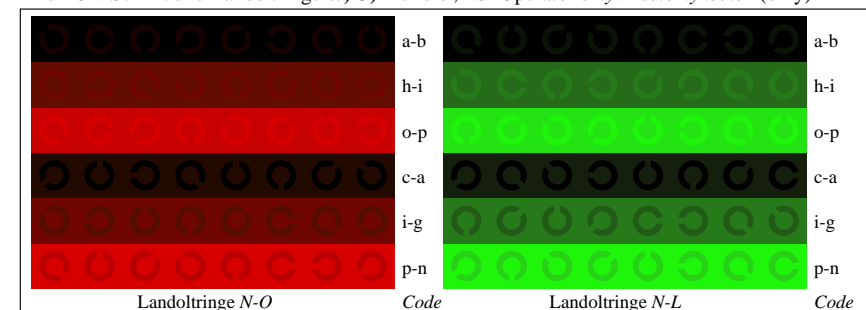 a-b a-b
h-i h-i
o-p o-p
c-a c-a
i-g i-g
p-n p-n
Landoltringe N-O Code Landoltringe N-L Code